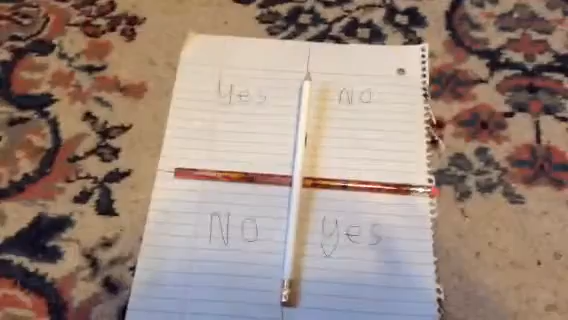 Yes NO
NO Yes